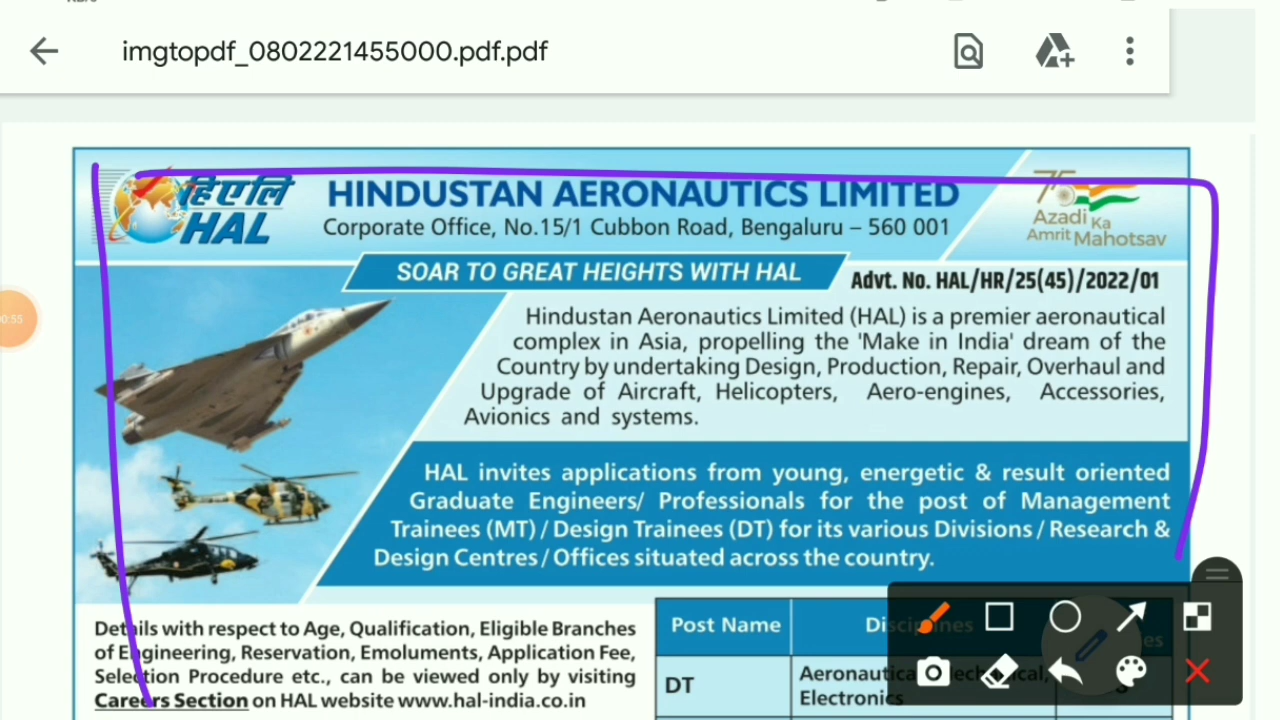 imgtopdf_0802221455000.pdf.pdf
हिएलि
HAL
HINDUSTAN AERONAUTICS LIMITED
Corporate Office, No.15/1 Cubbon Road, Bengaluru – 560 001
75
Azadi Ka
Amrit Mahotsav
SOAR TO GREAT HEIGHTS WITH HAL
Advt. No. HAL/HR/25(45)/2022/01
Hindustan Aeronautics Limited (HAL) is a premier aeronautical
complex in Asia, propelling the 'Make in India' dream of the
Country by undertaking Design, Production, Repair, Overhaul and
Upgrade of Aircraft, Helicopters, Aero-engines, Accessories,
Avionics and systems.
:55
HAL invites applications from young, energetic & result oriented
Graduate Engineers/ Professionals for the post of Management
Trainees (MT) / Design Trainees (DT) for its various Divisions / Research &
Design Centres / Offices situated across the country.
Details with respect to Age, Qualification, Eligible Branches
of Engineering, Reservation, Emoluments, Application Fee,
Selection Procedure etc., can be viewed only by visiting
Careers Section on HAL website www.hal-india.co.in
Post Name Disciplines
DT Aeronautical, Mechanical,
Electronics